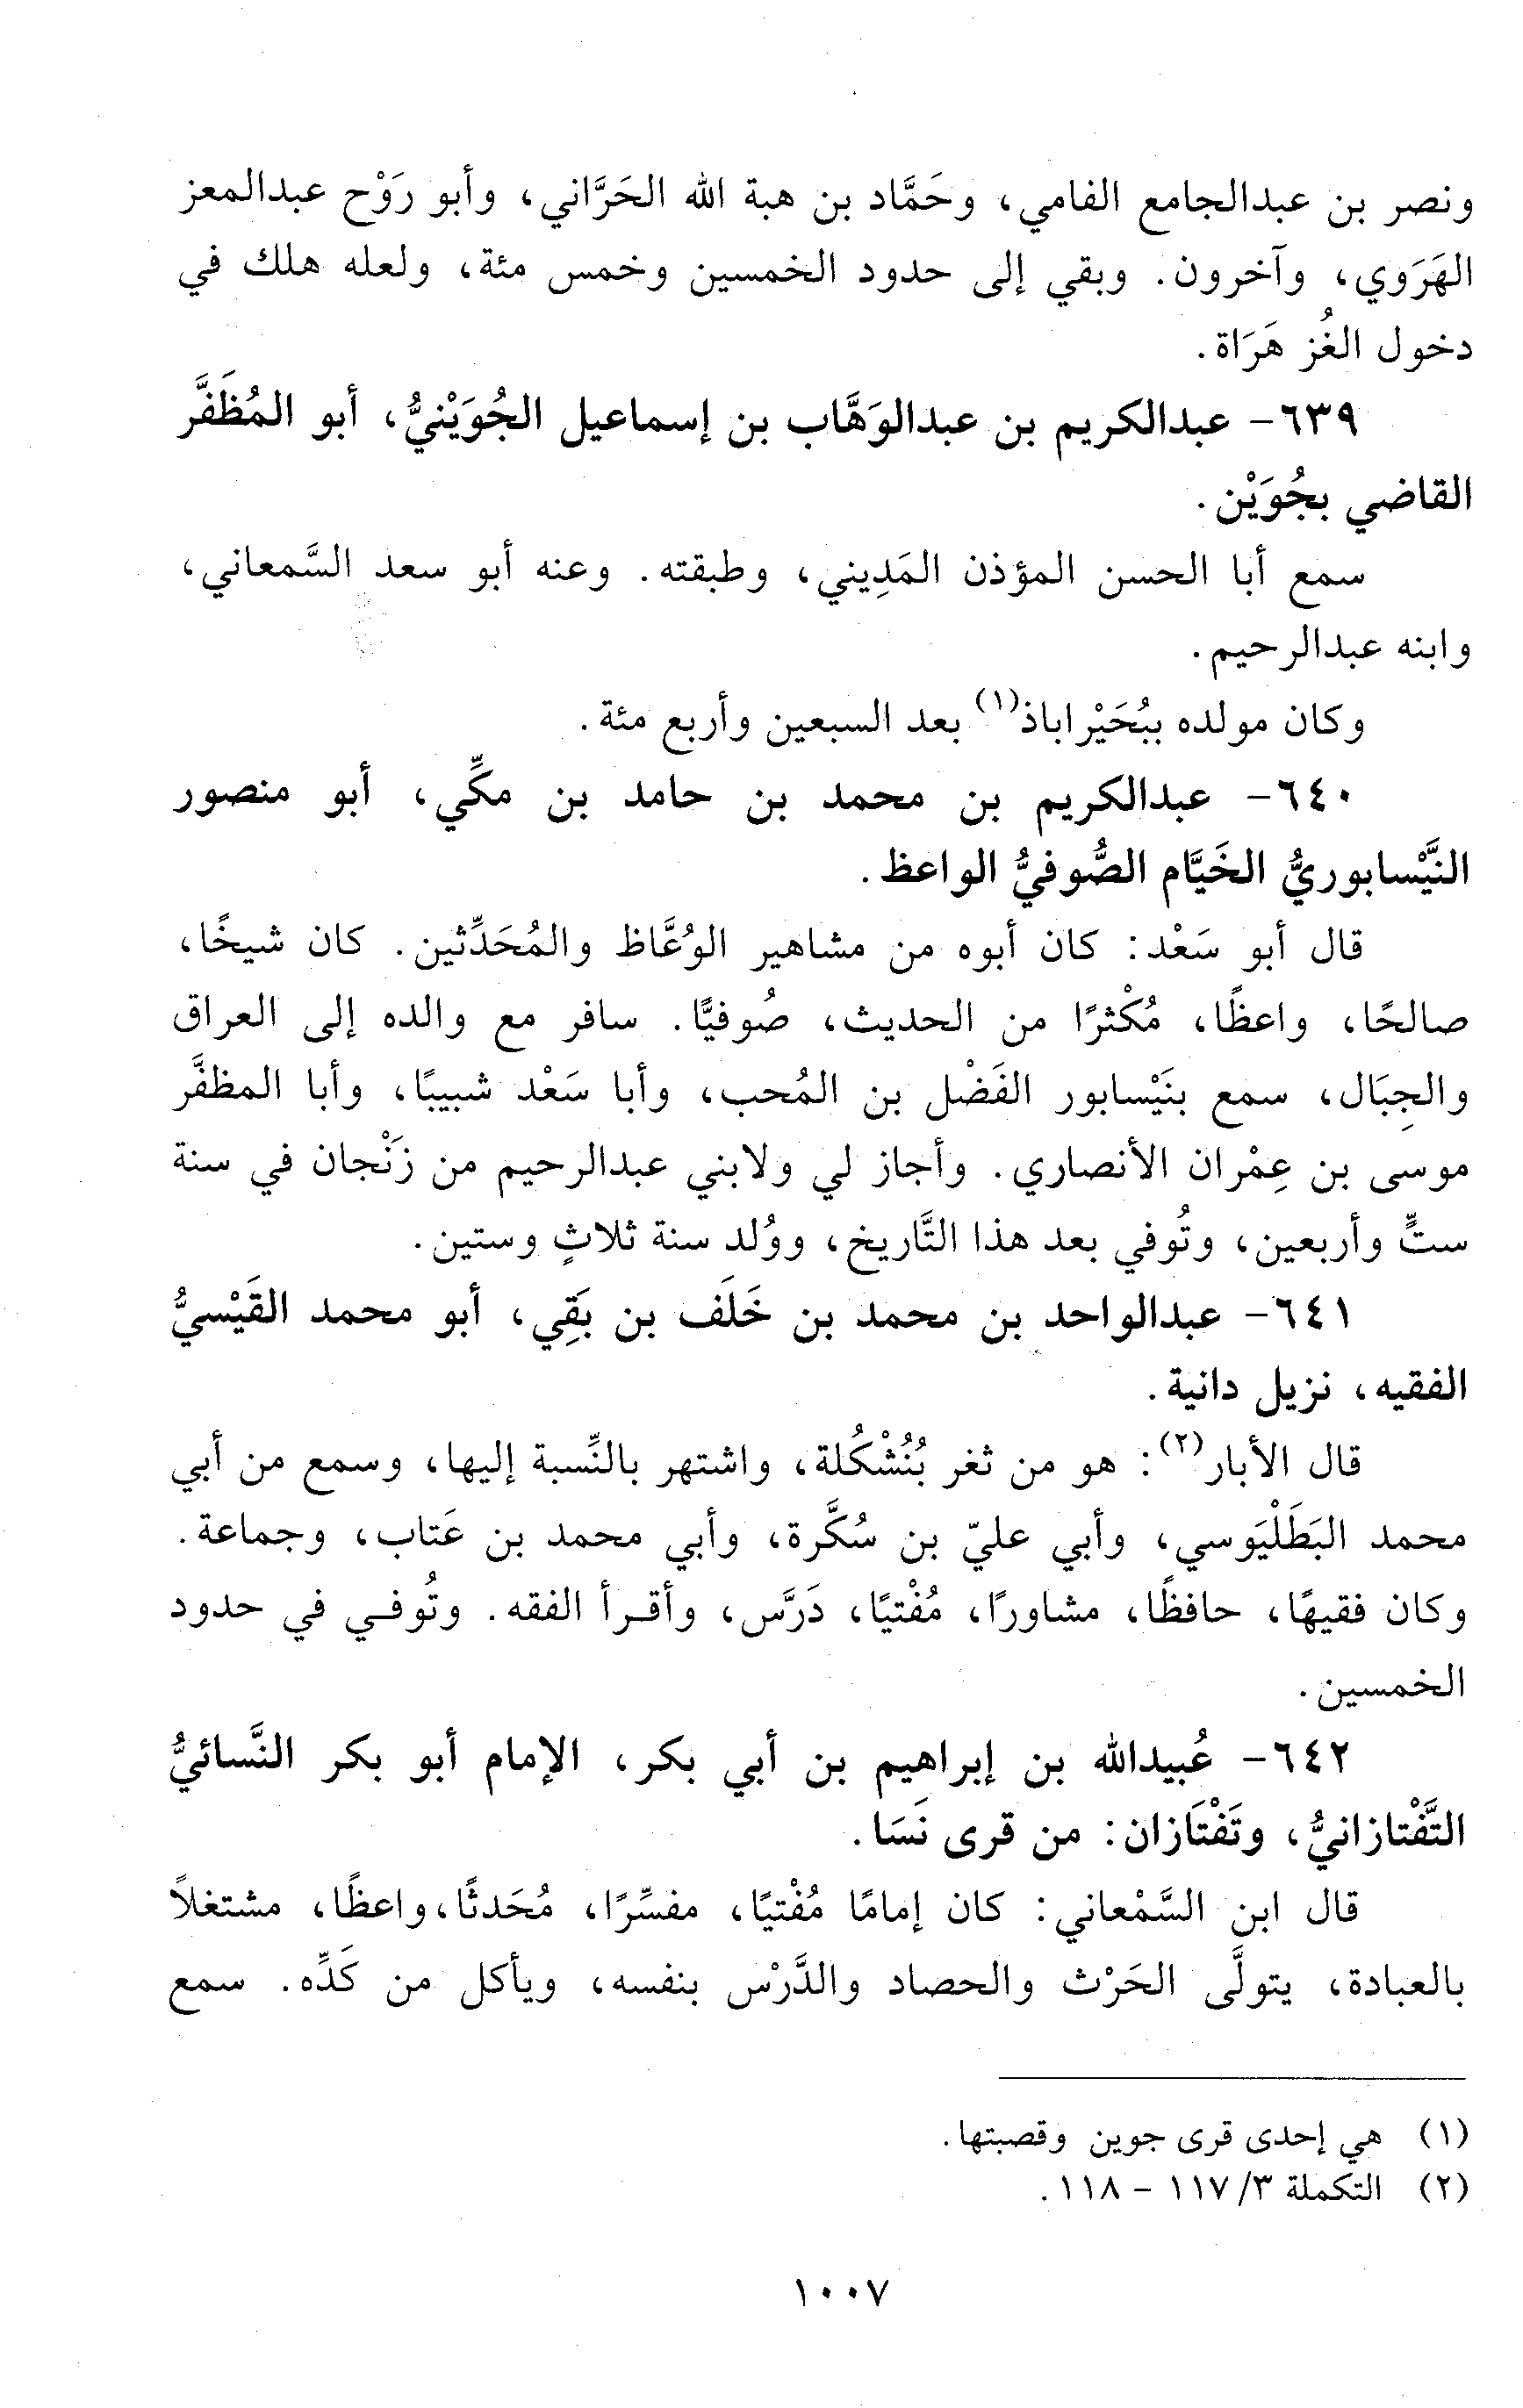 ونصر بن عبدالجامع الفامي، وحَمَّاد بن هبة الله الحَرَّاني، وأبو رَوْح عبدالمعز
الهَرَوي، وآخرون. وبقي إلى حدود الخمسين وخمس مئة، ولعله هلك في
دخول الغُز هَرَاة.
٦٣٩- عبدالكريم بن عبدالوَهَّاب بن إسماعيل الجُوَيْنيُّ، أبو المُظَفَّر
القاضي بجُوَيْن.
سمع أبا الحسن المؤذن المَدِيني، وطبقته. وعنه أبو سعد السَّمعاني،
وابنه عبدالرحيم.
وكان مولده ببُحَيْراباذ(١) بعد السبعين وأربع مئة.
٦٤٠- عبدالكريم بن محمد بن حامد بن مكِّي، أبو منصور
النَّيْسابوريُّ الخَيَّام الصُّوفيُّ الواعظ.
قال أبو سَعْد: كان أبوه من مشاهير الوُعَّاظ والمُحَدِّثين. كان شيخًا،
صالحًا، واعظًا، مُكْثرًا من الحديث، صُوفيًّا. سافر مع والده إلى العراق
والجِبَال، سمع بنَيْسابور الفَضْل بن المُحب، وأبا سَعْد شبيبًا، وأبا المظفَّر
موسى بن عِمْران الأنصاري. وأجاز لي ولابني عبدالرحيم من زَنْجان في سنة
ستٍّ وأربعين، وتُوفي بعد هذا التَّاريخ، ووُلد سنة ثلاثٍ وستين.
٦٤١- عبدالواحد بن محمد بن خَلَف بن بَقِي، أبو محمد القَيْسيُّ
الفقيه، نزيل دانية.
قال الأبار(٢): هو من ثغر بُنُشْكُلة، واشتهر بالنِّسبة إليها، وسمع من أبي
محمد البَطَلْيَوسي، وأبي عليّ بن سُكَّرة، وأبي محمد بن عَتاب، وجماعة.
وكان فقيهًا، حافظًا، مشاورًا، مُفْتيًا، دَرَّس، وأقرأ الفقه. وتُوفي في حدود
الخمسين.
٦٤٢- عُبيدالله بن إبراهيم بن أبي بكر، الإمام أبو بكر النَّسائيُّ
التَّفْتازانيُّ، وتَفْتَازان: من قرى نَسَا.
قال ابن السَّمْعاني: كان إمامًا مُفْتيًا، مفسِّرًا، مُحَدثًا، واعظًا، مشتغلاً
بالعبادة، يتولَّى الحَرْث والحصاد والدَّرْس بنفسه، ويأكل من كَدِّه. سمع
(١) هي إحدى قرى جوين وقصبتها.
(٢) التكملة ٣/ ١١٧ - ١١٨.
١٠٠٧